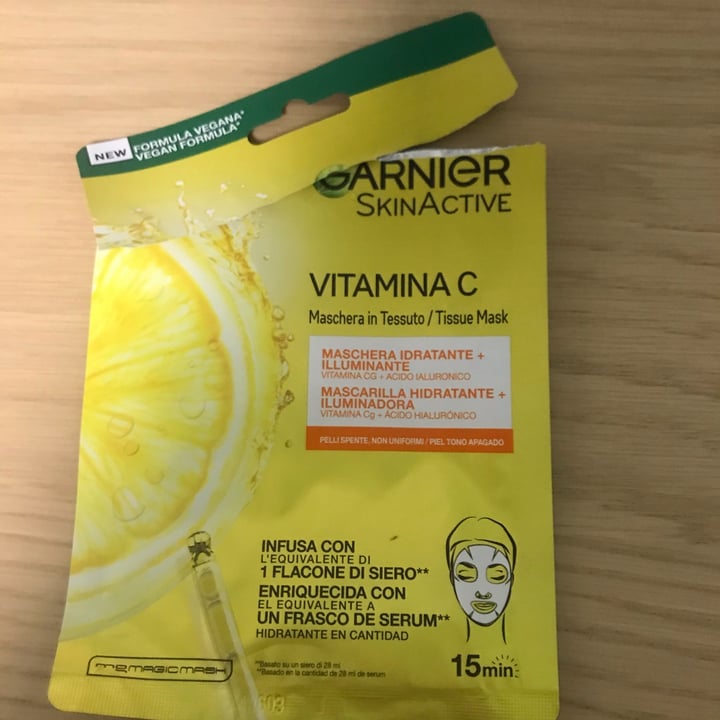 NEW
FORMULA VEGANA*
VEGAN FORMULA*
GARNIER
SKINACTIVE
VITAMINA C
Maschera in Tessuto / Tissue Mask
MASCHERA IDRATANTE +
ILLUMINANTE
VITAMINA CG + ACIDO IALURONICO
MASCARILLA HIDRATANTE +
ILUMINADORA
VITAMINA Cg + ÁCIDO HIALURÓNICO
PELLI SPENTE, NON UNIFORMI / PIEL TONO APAGADO
INFUSA CON
L'EQUIVALENTE DI
1 FLACONE DI SIERO**
ENRIQUECIDA CON
EL EQUIVALENTE A
UN FRASCO DE SERUM**
HIDRATANTE EN CANTIDAD
MAGIC MASK
**Basato su un siero di 28 ml
**Basado en la cantidad de 28 ml de serum
15min